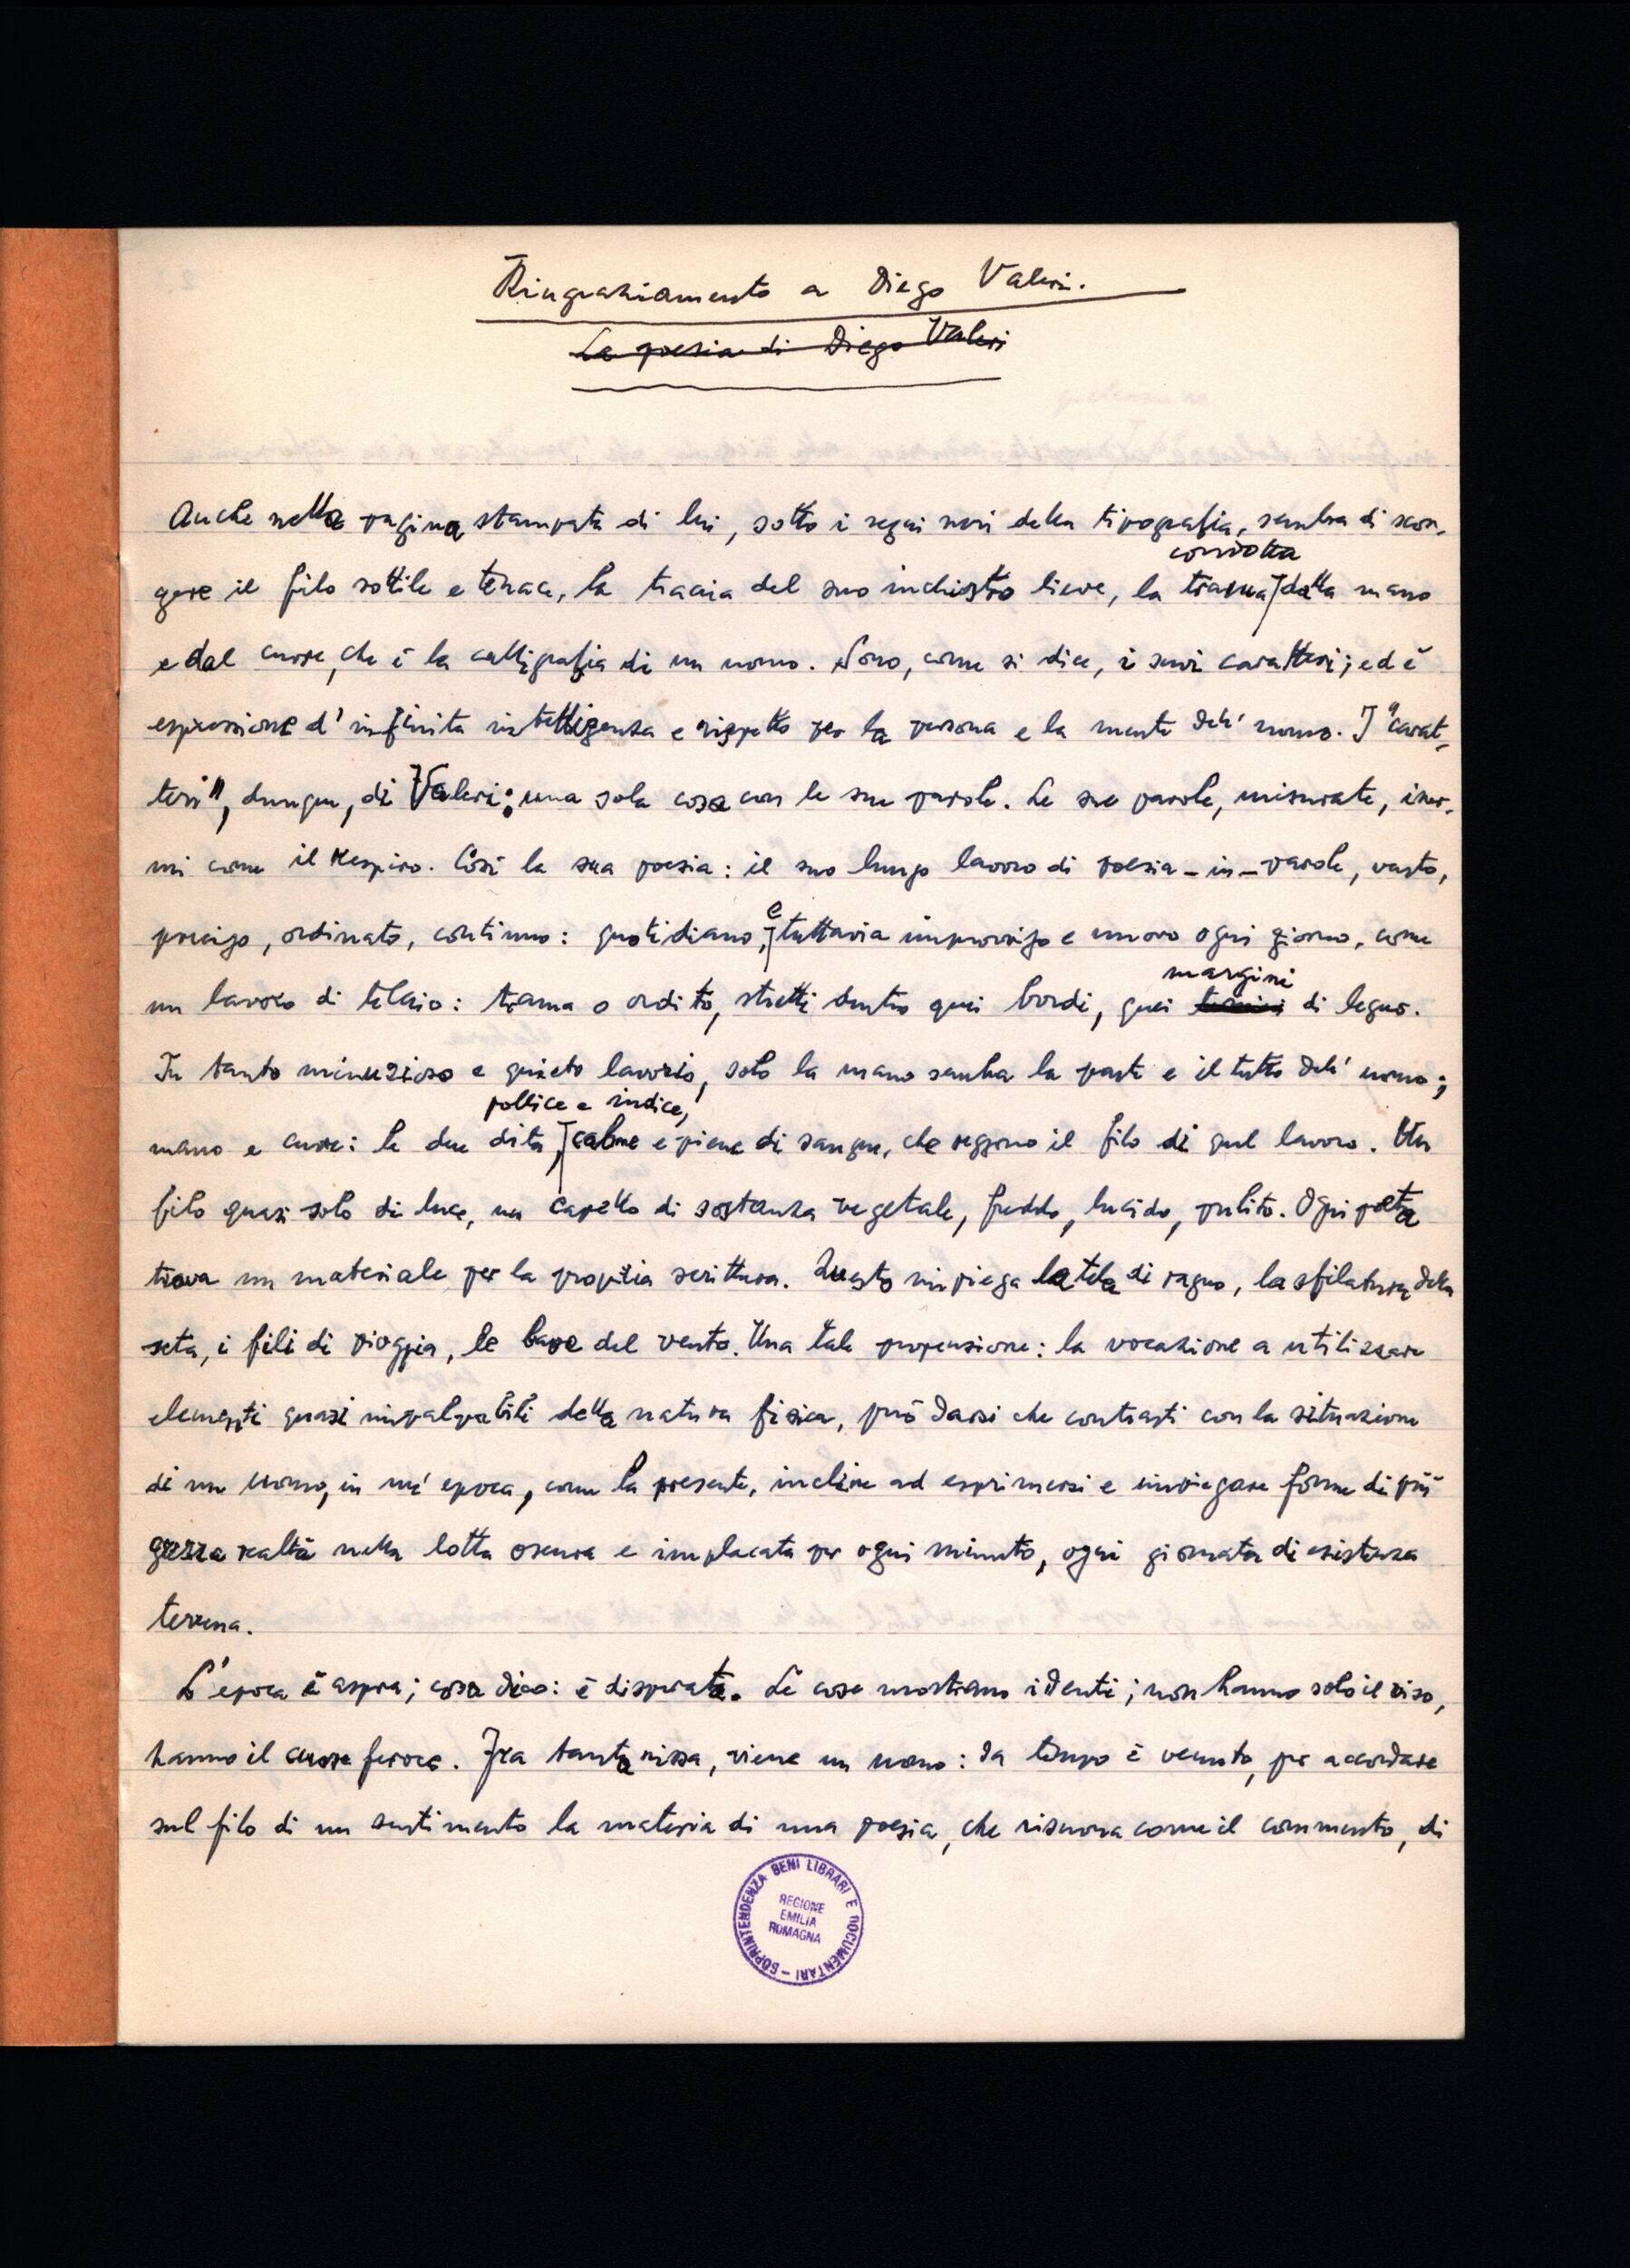 Ringraziamento a Diego Valeri.
La poesia di Diego Valeri
Anche nella pagina stampata di lui, sotto i segni neri della tipografia, sembra di scor-
condotta
gere il filo sottile e tenace, la traccia del suo inchiostro lieve, la trama dalla mano
e dal cuore, che è la calligrafia di un uomo. Sono, come si dice, i suoi caratteri; ed è
espressione d'infinita intelligenza e rispetto per la persona e la mente dell'uomo. I "carat-
teri", dunque, di Valeri: una sola cosa con le sue parole. Le sue parole, misurate, iner-
mi come il respiro. Così la sua poesia: il suo lungo lavoro di poesia-in-parole, vasto,
e
preciso, ordinato, continuo: quotidiano, tuttavia improvviso e nuovo ogni giorno, come
margini
un lavoro di telaio: trama o ordito, stretti dentro quei bordi, quei di legno.
In tanto minuzioso e quieto lavorio, solo la mano sembra la parte e il tutto dell'uomo;
pollice e indice,
mano e cuore: le due dita, calme e piene di sangue, che reggono il filo di quel lavoro. Un
filo quasi solo di luce, un capello di sostanza vegetale, freddo, lucido, pulito. Ogni poeta
trova un materiale per la propria scrittura. Questo impiega la tela di ragno, la sfilatura della
seta, i fili di pioggia, le bave del vento. Una tale propensione: la vocazione a utilizzare
elementi quasi impalpabili della natura fisica, può darsi che contrasti con la situazione
di un uomo, in un'epoca, come la presente, incline ad esprimersi e impiegare forme di più
grezza realtà nella lotta oscura e implacata per ogni minuto, ogni giornata di esistenza
terrena.
L'epoca è aspra; cosa dico: è disperata. Le cose mostrano i denti; non hanno solo il viso,
hanno il cuore feroce. Fra tanta rissa, viene un uomo: da tempo è venuto, per accordare
sul filo di un sentimento la materia di una poesia, che risuona come il commento, di
SOPRINTENDENZA BENI LIBRARI E DOCUMENTARI -
REGIONE
EMILIA
ROMAGNA